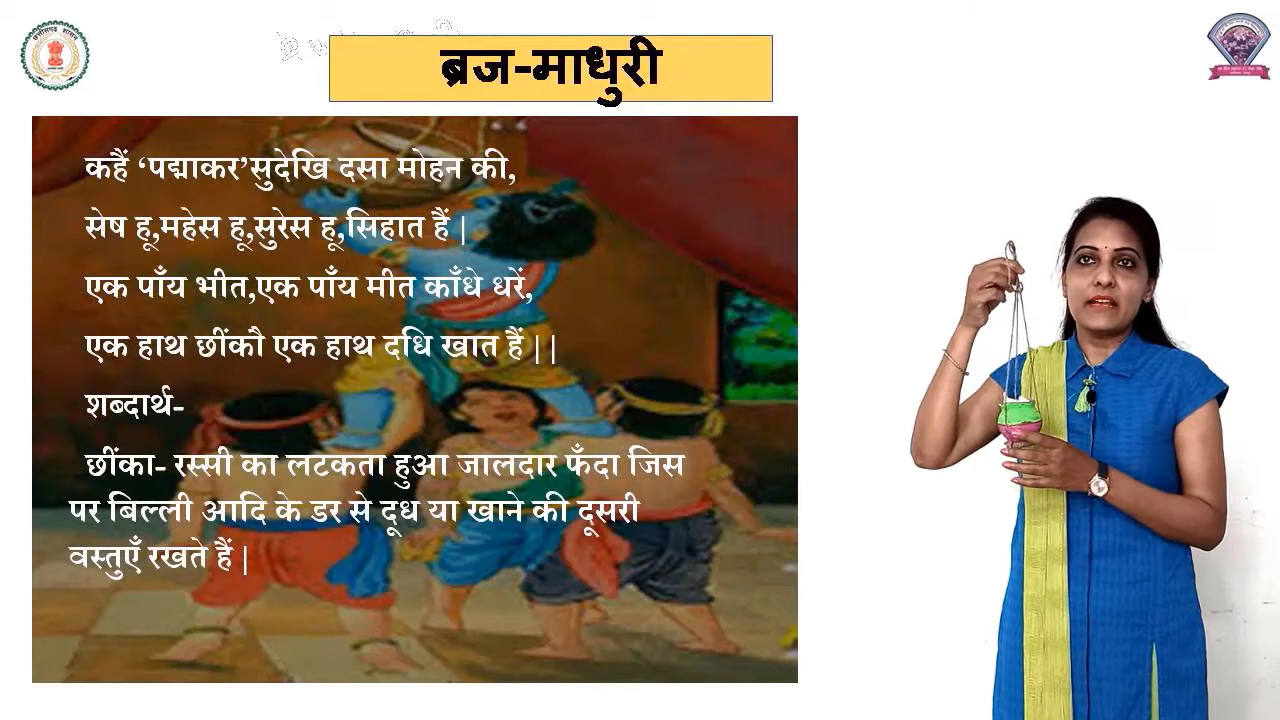 ब्रज-माधुरी
कहैं ‘पद्माकर’सुदेखि दसा मोहन की,
सेष हू,महेस हू,सुरेस हू,सिहात हैं |
एक पाँय भीत,एक पाँय मीत काँधे धरें,
एक हाथ छींकौ एक हाथ दधि खात हैं | |
शब्दार्थ-
छींका- रस्सी का लटकता हुआ जालदार फँदा जिस
पर बिल्ली आदि के डर से दूध या खाने की दूसरी
वस्तुएँ रखते हैं |